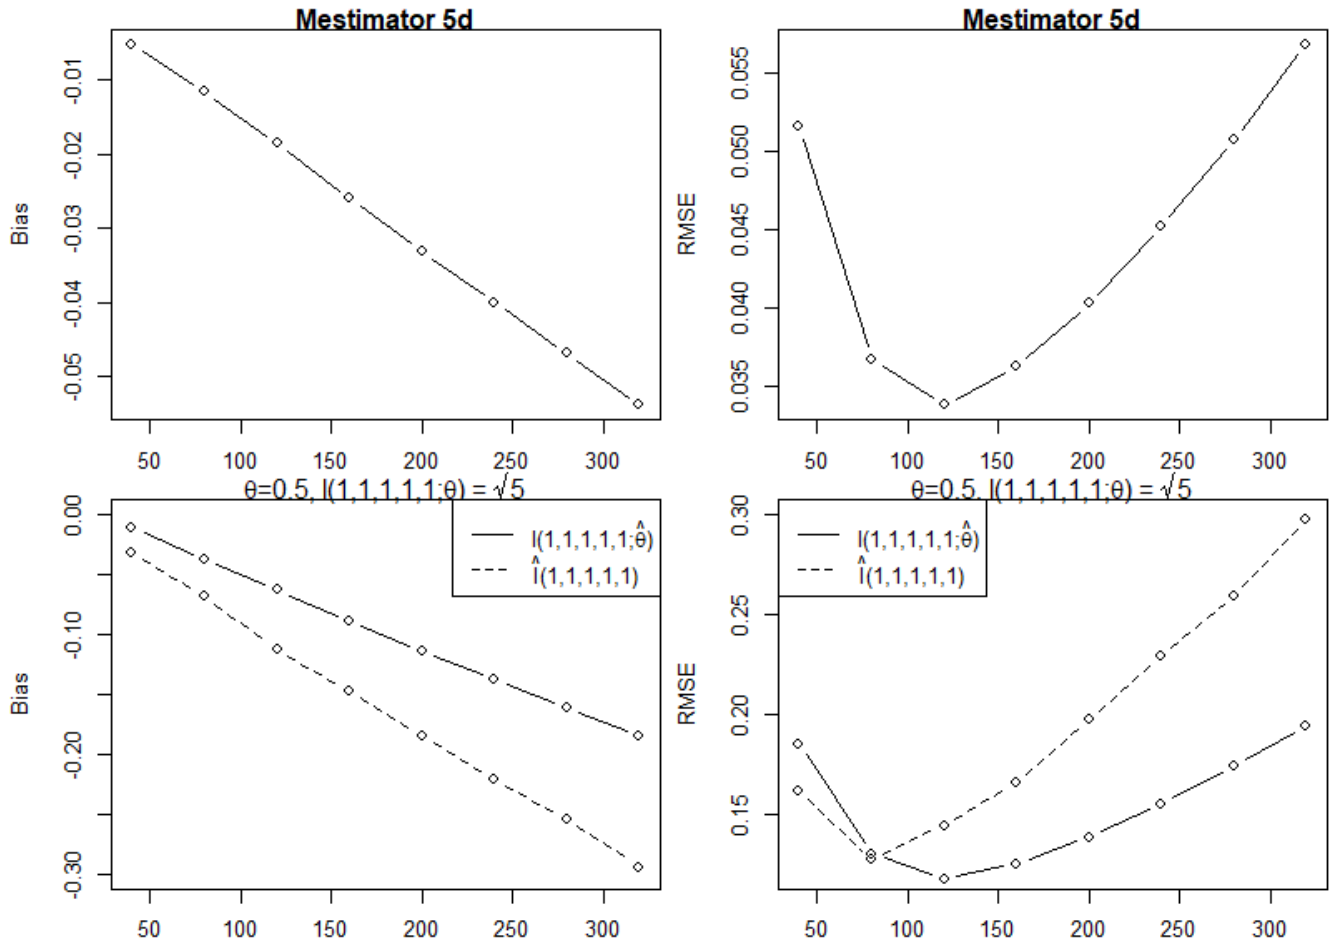 Mestimator 5d
Bias
-0.01
-0.02
-0.03
-0.04
-0.05
50 100 150 200 250 300
Mestimator 5d
RMSE
0.055
0.050
0.045
0.040
0.035
50 100 150 200 250 300
θ=0.5, l(1,1,1,1,1;θ) = √5
Bias
0.00
-0.10
-0.20
-0.30
l(1,1,1,1,1;θ̂)
l̂(1,1,1,1,1)
50 100 150 200 250 300
θ=0.5, l(1,1,1,1,1;θ) = √5
RMSE
0.30
0.25
0.20
0.15
l(1,1,1,1,1;θ̂)
l̂(1,1,1,1,1)
50 100 150 200 250 300